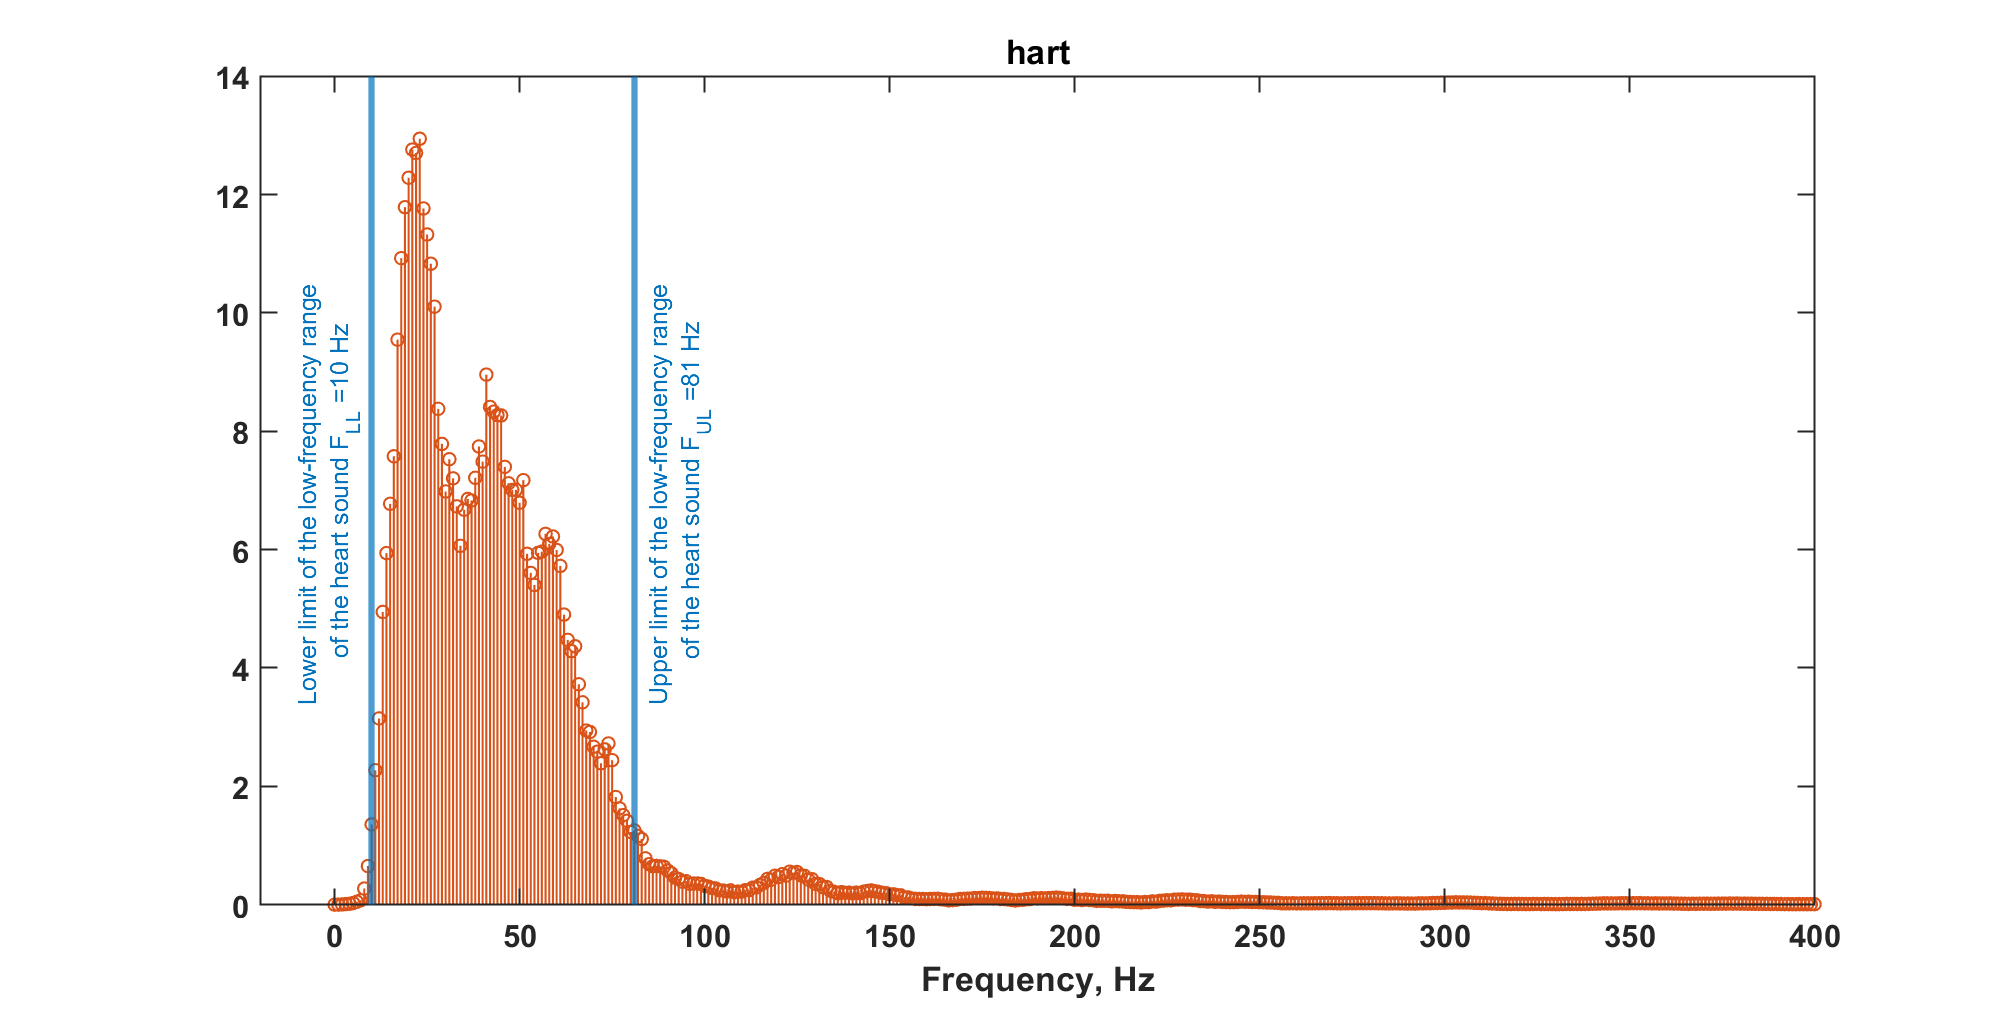 hart
14
12
10
8
6
4
2
0
Lower limit of the low-frequency range
of the heart sound F_LL =10 Hz
Upper limit of the low-frequency range
of the heart sound F_UL =81 Hz
0 50 100 150 200 250 300 350 400
Frequency, Hz